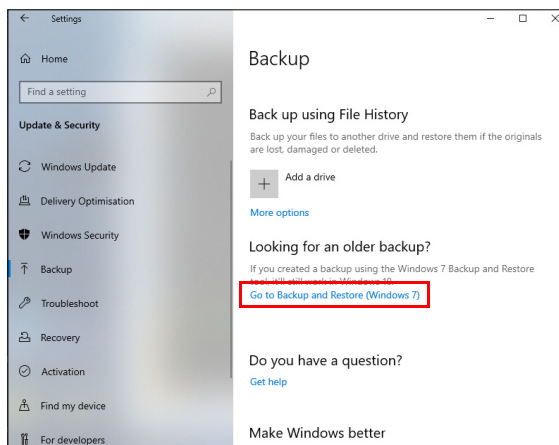 Settings
Home
Find a setting
Update & Security
Windows Update
Delivery Optimisation
Windows Security
Backup
Troubleshoot
Recovery
Activation
Find my device
For developers
Backup
Back up using File History
Back up your files to another drive and restore them if the originals
are lost, damaged or deleted.
Add a drive
More options
Looking for an older backup?
If you created a backup using the Windows 7 Backup and Restore
tool, it'll still work in Windows 10.
Go to Backup and Restore (Windows 7)
Do you have a question?
Get help
Make Windows better